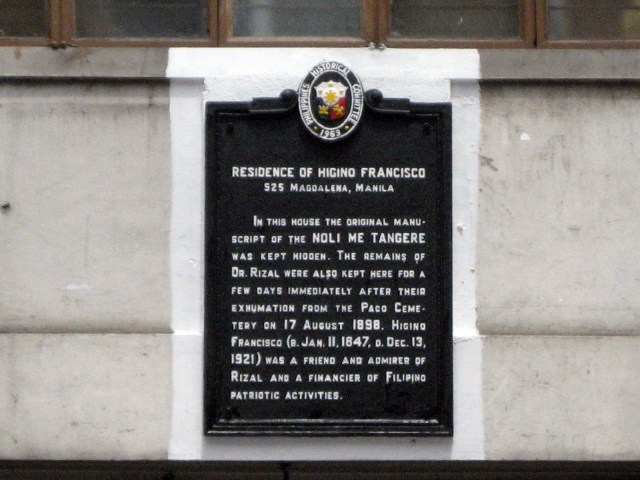 PHILIPPINES HISTORICAL COMMITTEE
1963
RESIDENCE OF HIGINO FRANCISCO
525 MAGDALENA, MANILA
IN THIS HOUSE THE ORIGINAL MANU-
SCRIPT OF THE NOLI ME TANGERE
WAS KEPT HIDDEN. THE REMAINS OF
DR. RIZAL WERE ALSO KEPT HERE FOR A
FEW DAYS IMMEDIATELY AFTER THEIR
EXHUMATION FROM THE PACO CEME-
TERY ON 17 AUGUST 1898. HIGINO
FRANCISCO (B. JAN. 11, 1847, D. DEC. 13,
1921) WAS A FRIEND AND ADMIRER OF
RIZAL AND A FINANCIER OF FILIPINO
PATRIOTIC ACTIVITIES.